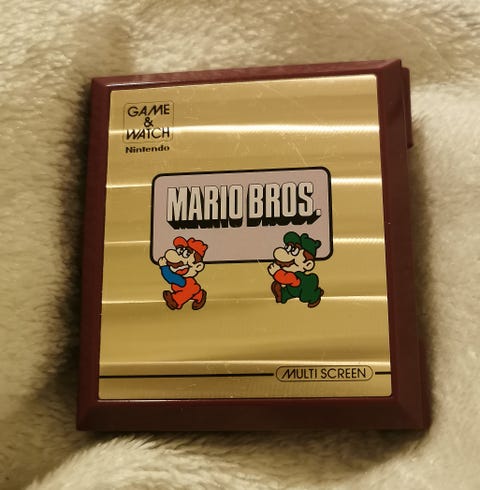 GAME
&
WATCH
Nintendo
MARIO BROS.
MULTI SCREEN